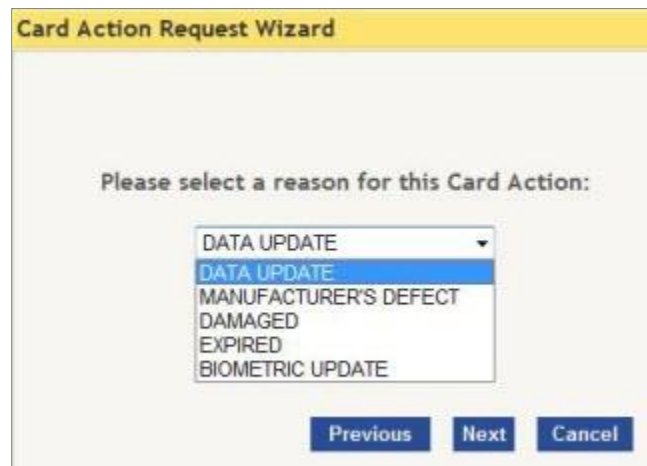 Card Action Request Wizard
Please select a reason for this Card Action:
DATA UPDATE
DATA UPDATE
MANUFACTURER'S DEFECT
DAMAGED
EXPIRED
BIOMETRIC UPDATE
Previous Next Cancel